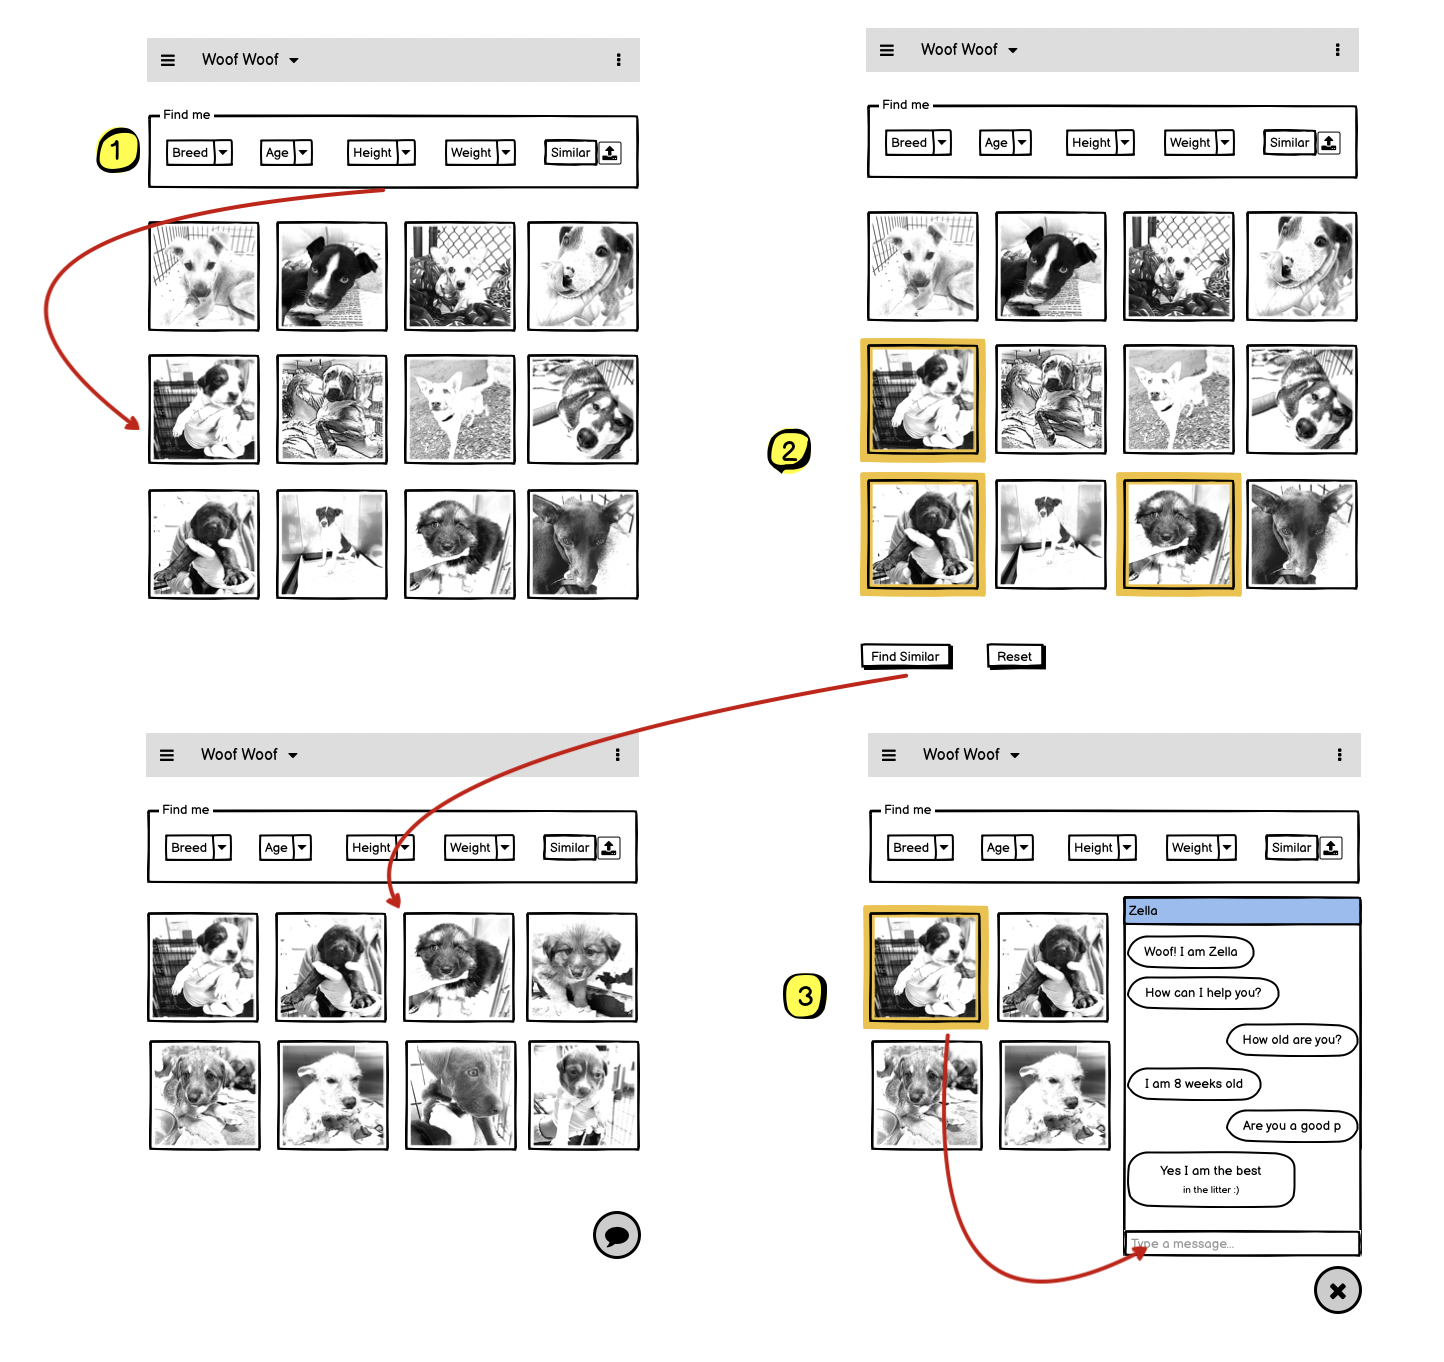 Woof Woof
Find me
1
Breed Age Height Weight Similar
Woof Woof
Find me
Breed Age Height Weight Similar
2
Find Similar Reset
Woof Woof
Find me
Breed Age Height Weight Similar
Woof Woof
Find me
Breed Age Height Weight Similar
3
Zella
Woof! I am Zella
How can I help you?
How old are you?
I am 8 weeks old
Are you a good p
Yes I am the best
in the litter :)
Type a message...